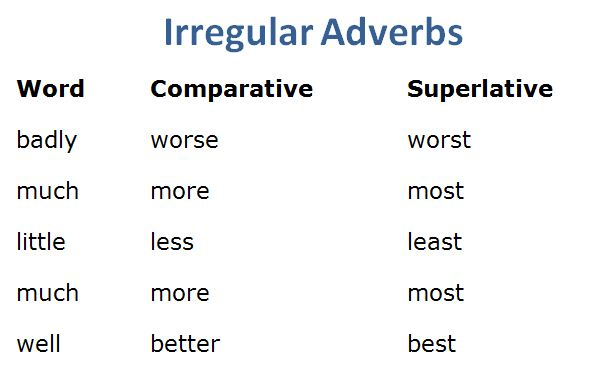 Irregular Adverbs
Word Comparative Superlative
badly worse worst
much more most
little less least
much more most
well better best